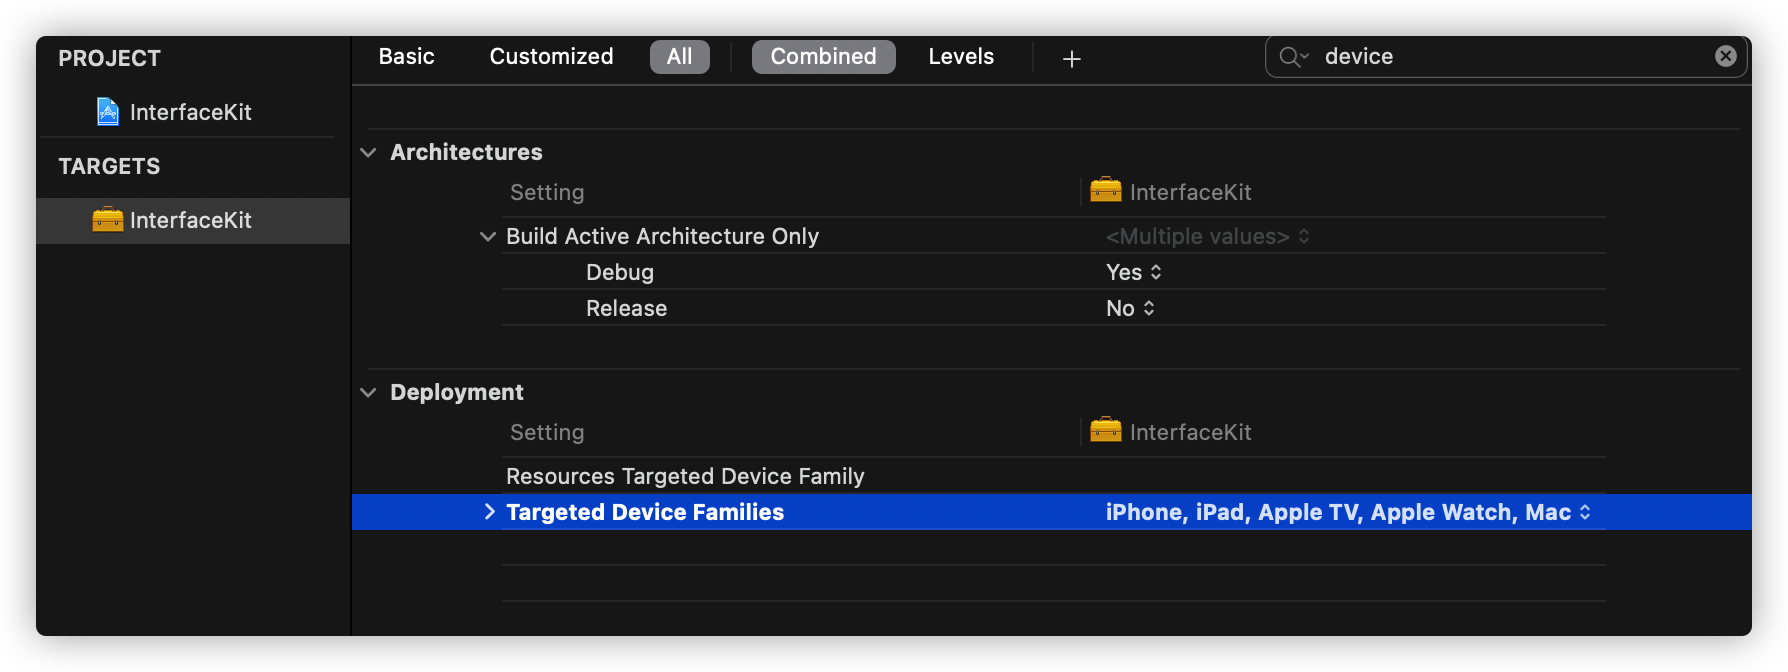 PROJECT
InterfaceKit
TARGETS
InterfaceKit
Basic Customized All Combined Levels + device
Architectures
Setting InterfaceKit
Build Active Architecture Only <Multiple values>
Debug Yes
Release No
Deployment
Setting InterfaceKit
Resources Targeted Device Family
Targeted Device Families iPhone, iPad, Apple TV, Apple Watch, Mac